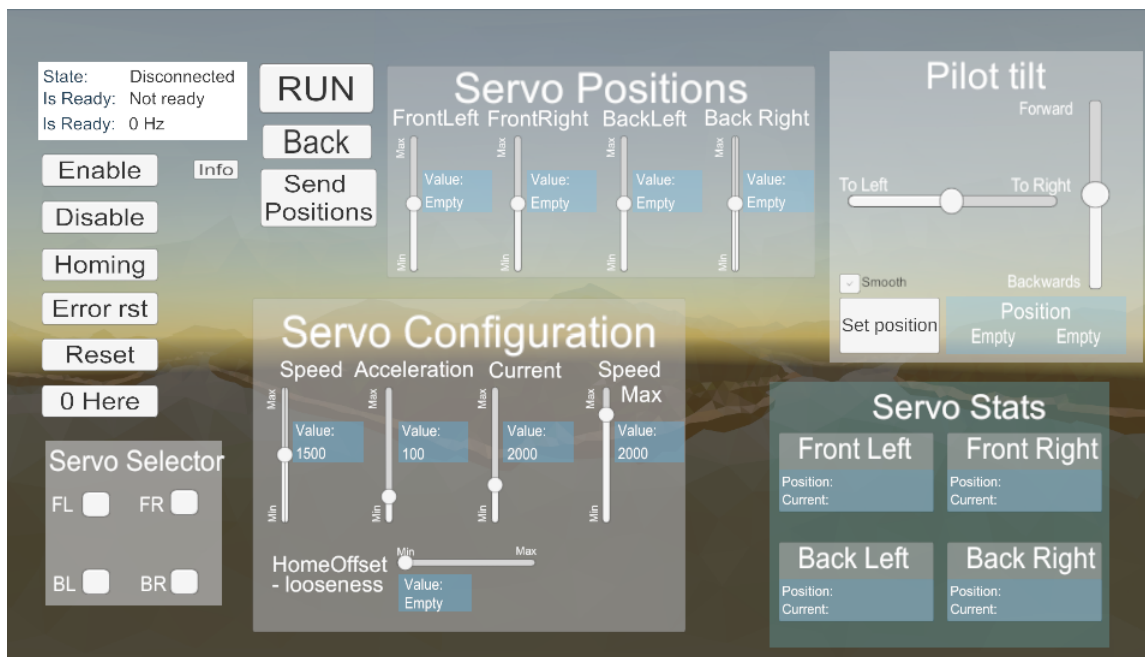 State: Disconnected
Is Ready: Not ready
Is Ready: 0 Hz
Enable
Info
Disable
Homing
Error rst
Reset
0 Here
Servo Selector
FL FR
BL BR
RUN
Back
Send
Positions
Servo Positions
FrontLeft FrontRight BackLeft Back Right
Max Max Max Max
Value: Value: Value: Value:
Empty Empty Empty Empty
Min Min Min Min
Servo Configuration
Speed Acceleration Current Speed
Max
Max Max Max Max
Value: Value: Value: Value:
1500 100 2000 2000
Min Min Min Min
HomeOffset
- looseness
Min Max
Value:
Empty
Pilot tilt
Forward
To Left To Right
Backwards
Smooth
Set position
Position
Empty Empty
Servo Stats
Front Left Front Right
Position: Position:
Current: Current:
Back Left Back Right
Position: Position:
Current: Current: